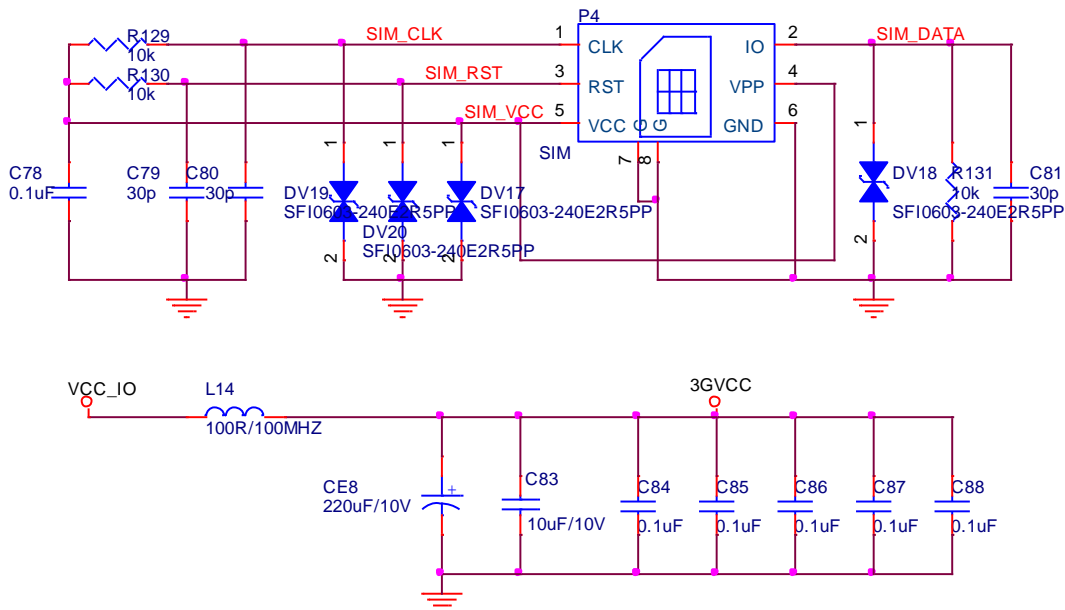 P4
R129
10k
SIM_CLK
1
CLK
IO
2
SIM_DATA
R130
10k
SIM_RST
3
RST
VPP
4
SIM_VCC
5
VCC
G
G
GND
6
SIM
7
8
C78
0.1uF
C79
30p
C80
30p
1
1
1
DV19
SFI0603-240E2R5PP
DV20
SFI0603-240E2R5PP
DV17
SFI0603-240E2R5PP
2
2
2
1
DV18
SFI0603-240E2R5PP
2
R131
10k
C81
30p
VCC_IO
L14
100R/100MHZ
3GVCC
CE8
220uF/10V
+
C83
10uF/10V
C84
0.1uF
C85
0.1uF
C86
0.1uF
C87
0.1uF
C88
0.1uF